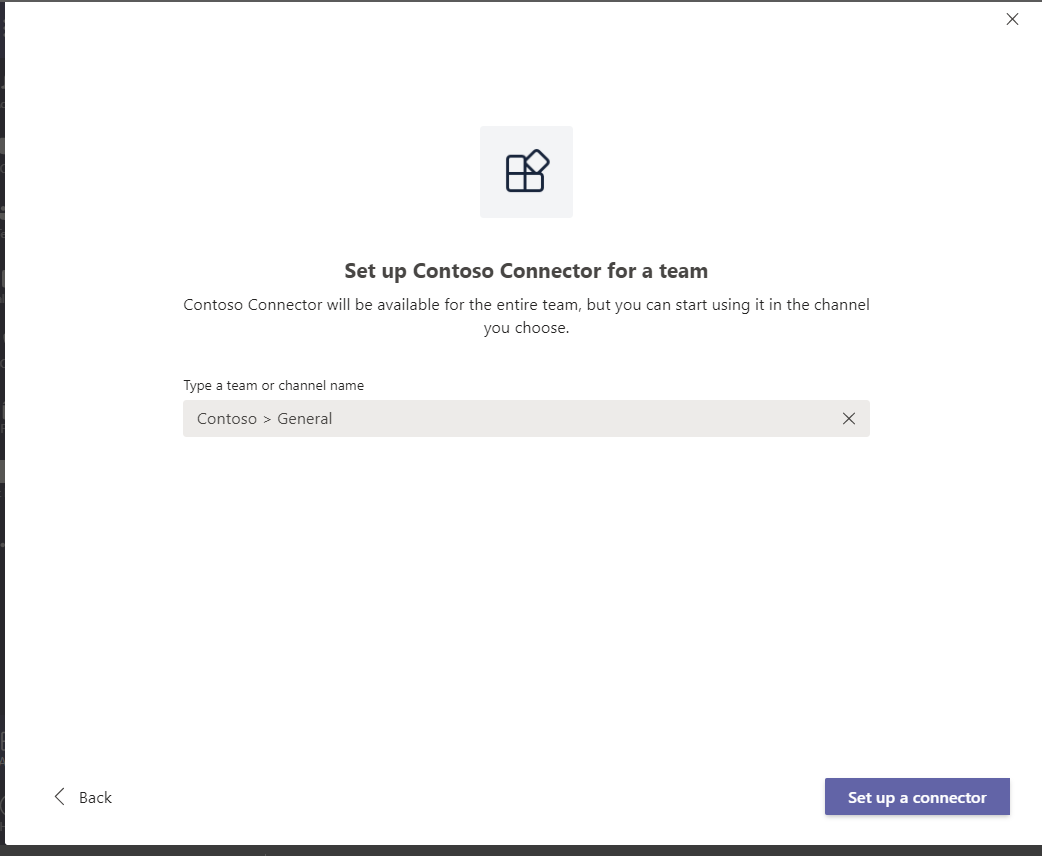 Set up Contoso Connector for a team
Contoso Connector will be available for the entire team, but you can start using it in the channel
you choose.
Type a team or channel name
Contoso > General
Back
Set up a connector